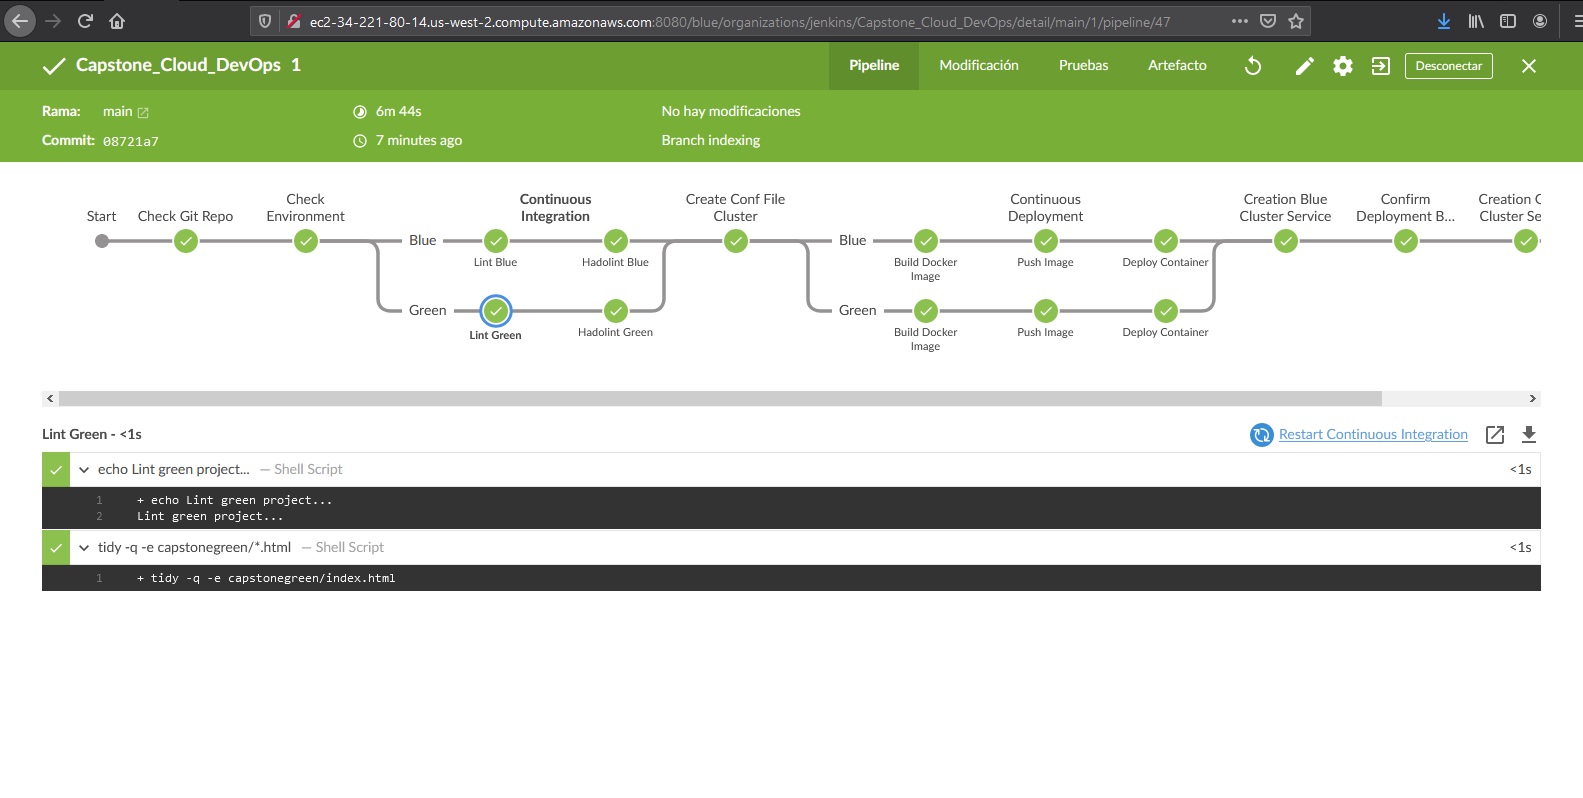 ec2-34-221-80-14.us-west-2.compute.amazonaws.com:8080/blue/organizations/jenkins/Capstone_Cloud_DevOps/detail/main/1/pipeline/47
Capstone_Cloud_DevOps 1
Pipeline Modificación Pruebas Artefacto Desconectar
Rama: main 6m 44s No hay modificaciones
Commit: 08721a7 7 minutes ago Branch indexing
Start
Check Git Repo
Check
Environment
Continuous
Integration
Create Conf File
Cluster
Continuous
Deployment
Creation Blue
Cluster Service
Confirm
Deployment B...
Creation G
Cluster Se
Blue
Lint Blue
Hadolint Blue
Green
Lint Green
Hadolint Green
Blue
Build Docker
Image
Push Image
Deploy Container
Green
Build Docker
Image
Push Image
Deploy Container
Lint Green - <1s
Restart Continuous Integration
echo Lint green project... — Shell Script <1s
1 + echo Lint green project...
2 Lint green project...
tidy -q -e capstonegreen/*.html — Shell Script <1s
1 + tidy -q -e capstonegreen/index.html